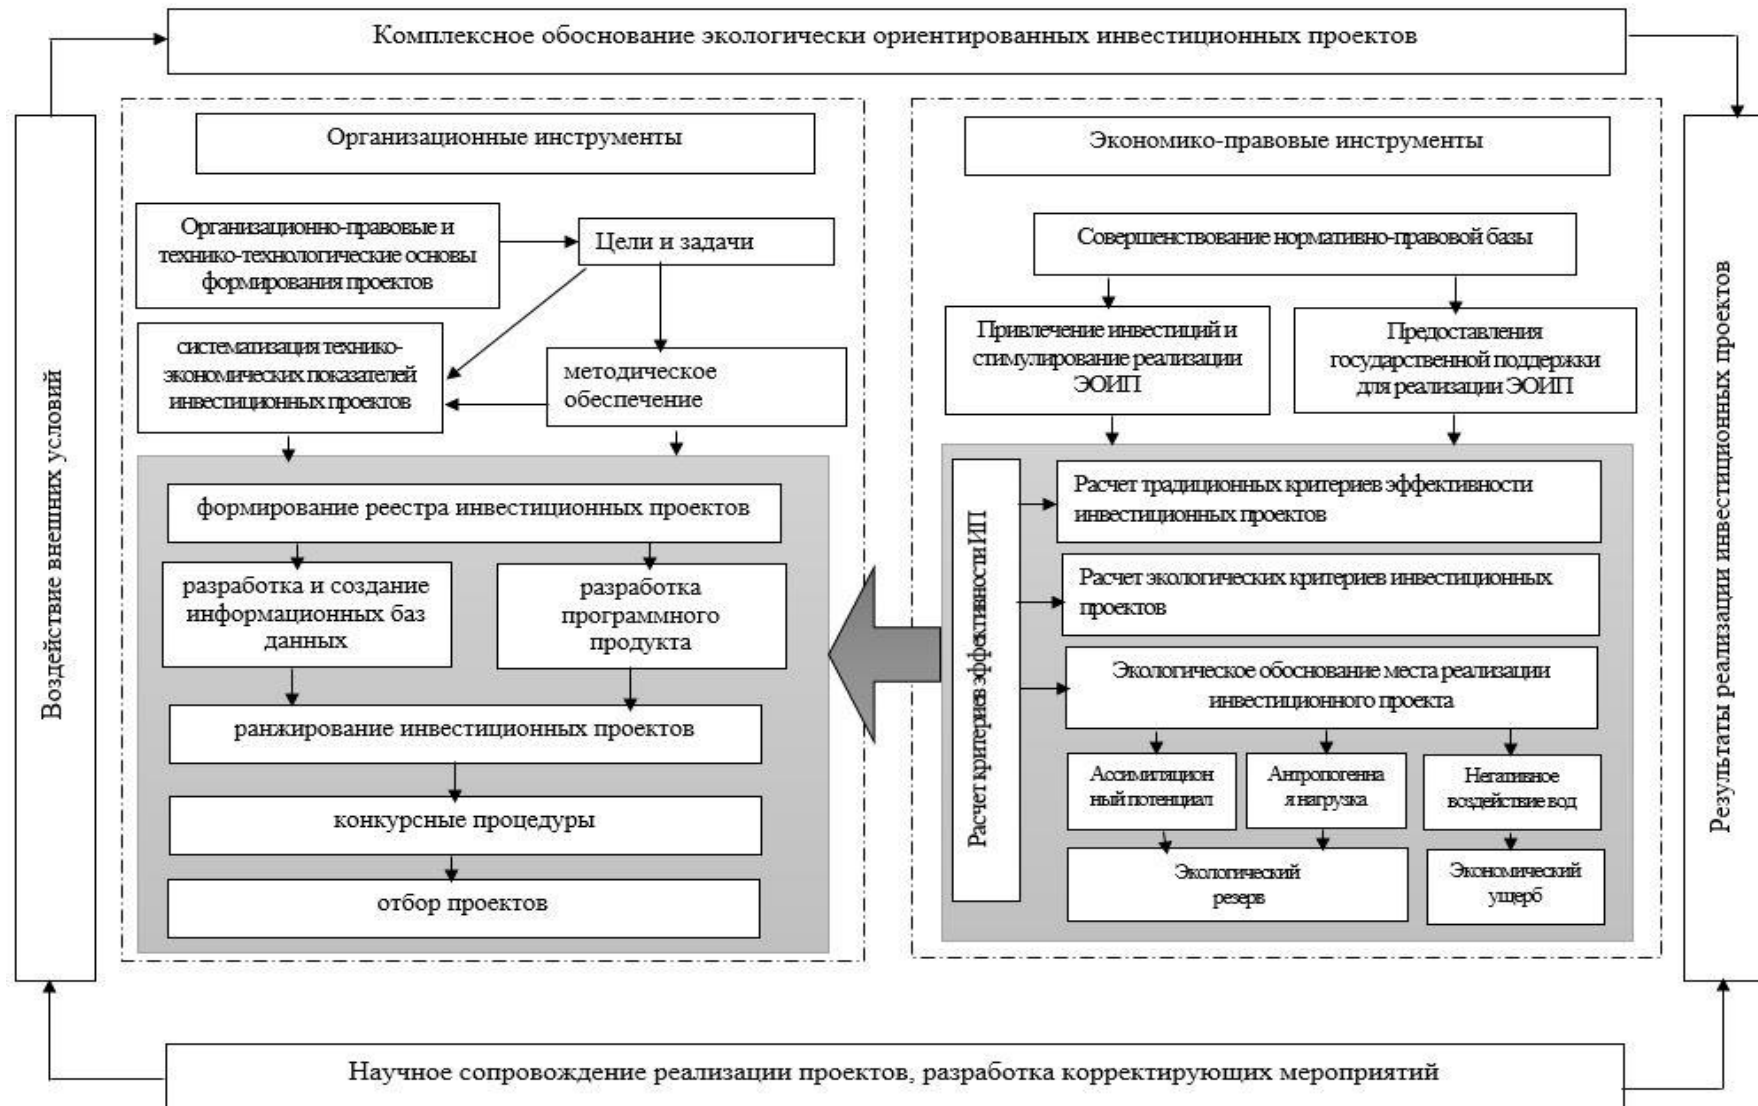 Комплексное обоснование экологически ориентированных инвестиционных проектов
Воздействие внешних условий
Организационные инструменты
Организационно-правовые и
технико-технологические основы
формирования проектов
Цели и задачи
систематизация технико-
экономических показателей
инвестиционных проектов
методическое
обеспечение
формирование реестра инвестиционных проектов
разработка и создание
информационных баз
данных
разработка
программного
продукта
ранжирование инвестиционных проектов
конкурсные процедуры
отбор проектов
Экономико-правовые инструменты
Совершенствование нормативно-правовой базы
Привлечение инвестиций и
стимулирование реализации
ЭОИП
Предоставления
государственной поддержки
для реализации ЭОИП
Расчет критериев эффективности ИП
Расчет традиционных критериев эффективности
инвестиционных проектов
Расчет экологических критериев инвестиционных
проектов
Экологическое обоснование места реализации
инвестиционного проекта
Ассимиляцион
ный потенциал
Антропогенна
я нагрузка
Негативное
воздействие вод
Экологический
резерв
Экономический
ущерб
Результаты реализации инвестиционных проектов
Научное сопровождение реализации проектов, разработка корректирующих мероприятий